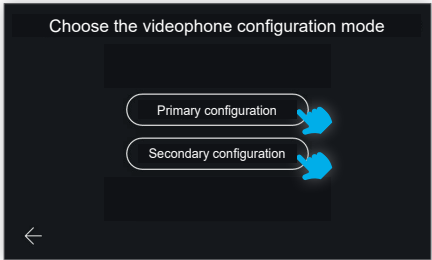 Choose the videophone configuration mode
Primary configuration
Secondary configuration